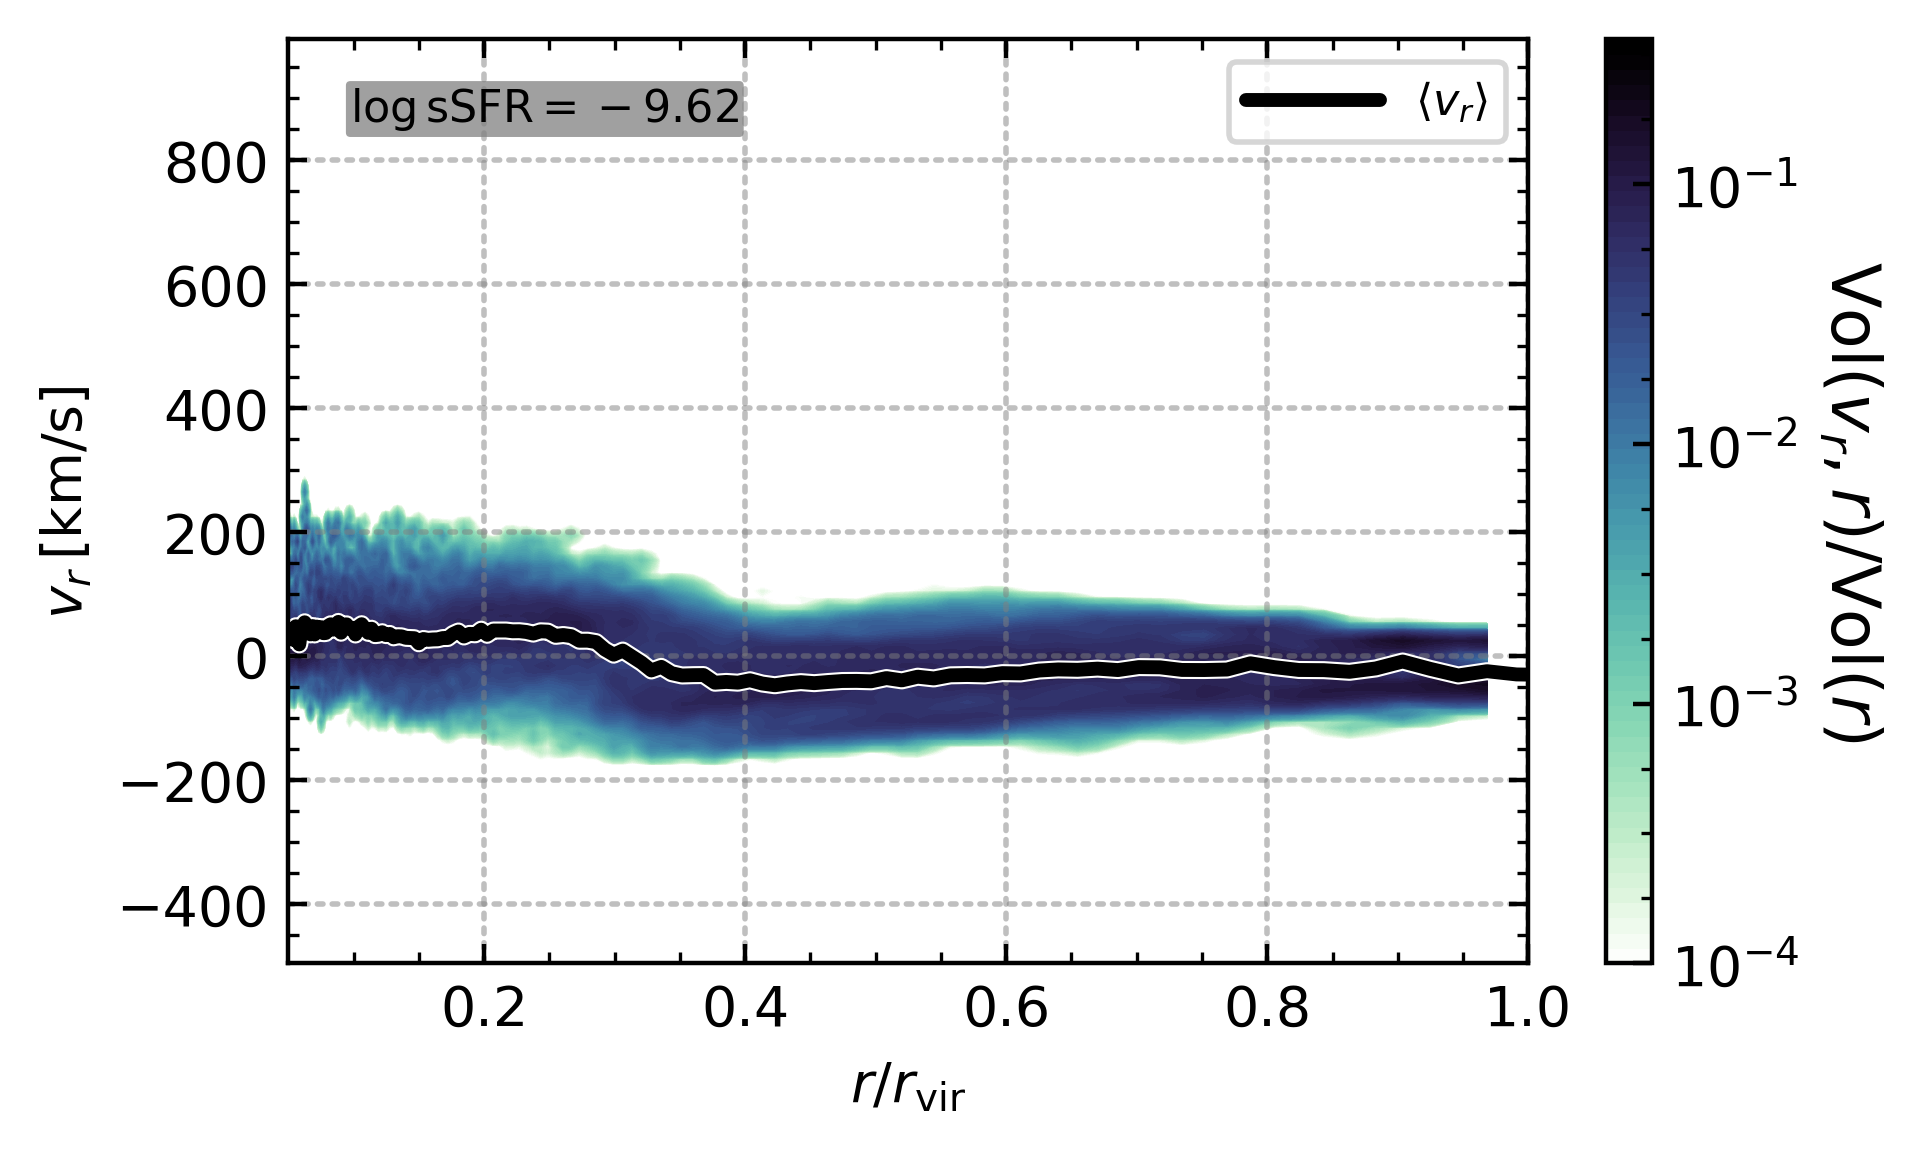 log sSFR = −9.62
⟨v_r⟩
800
600
400
200
0
−200
−400
v_r [km/s]
0.2 0.4 0.6 0.8 1.0
r/r_vir
10⁻¹
10⁻²
10⁻³
10⁻⁴
Vol(v_r, r)/Vol(r)